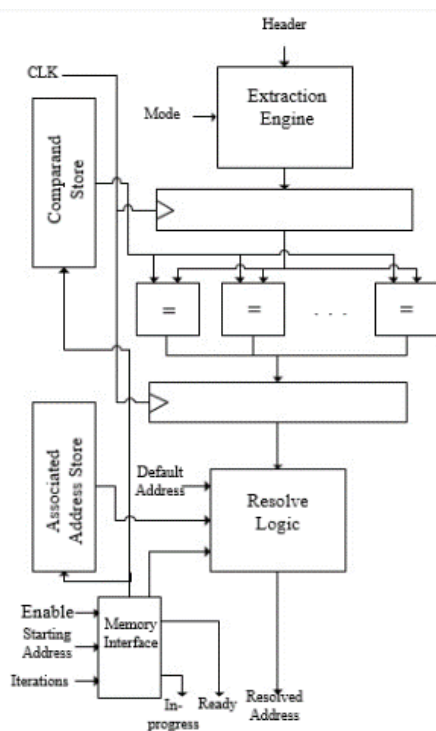 Header
CLK
Extraction
Engine
Mode
Comparand
Store
=
=
. . .
=
Associated
Address Store
Default
Address
Resolve
Logic
Enable
Starting
Address
Iterations
Memory
Interface
In-
progress
Ready
Resolved
Address